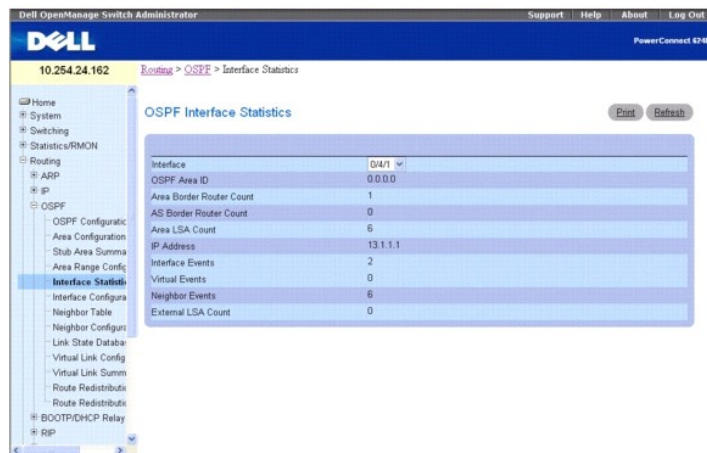 Dell OpenManage Switch Administrator Support Help About Log Out
DELL
PowerConnect 6248
10.254.24.162
Routing > OSPF > Interface Statistics
Home
System
Switching
Statistics/RMON
Routing
ARP
IP
OSPF
OSPF Configuratic
Area Configuration
Stub Area Summa
Area Range Config
Interface Statistic
Interface Configura
Neighbor Table
Neighbor Configura
Link State Databas
Virtual Link Config
Virtual Link Summ
Route Redistributic
Route Redistributic
BOOTP/DHCP Relay
RIP
OSPF Interface Statistics
Print Refresh
Interface 0/4/1
OSPF Area ID 0.0.0.0
Area Border Router Count 1
AS Border Router Count 0
Area LSA Count 6
IP Address 13.1.1.1
Interface Events 2
Virtual Events 0
Neighbor Events 6
External LSA Count 0